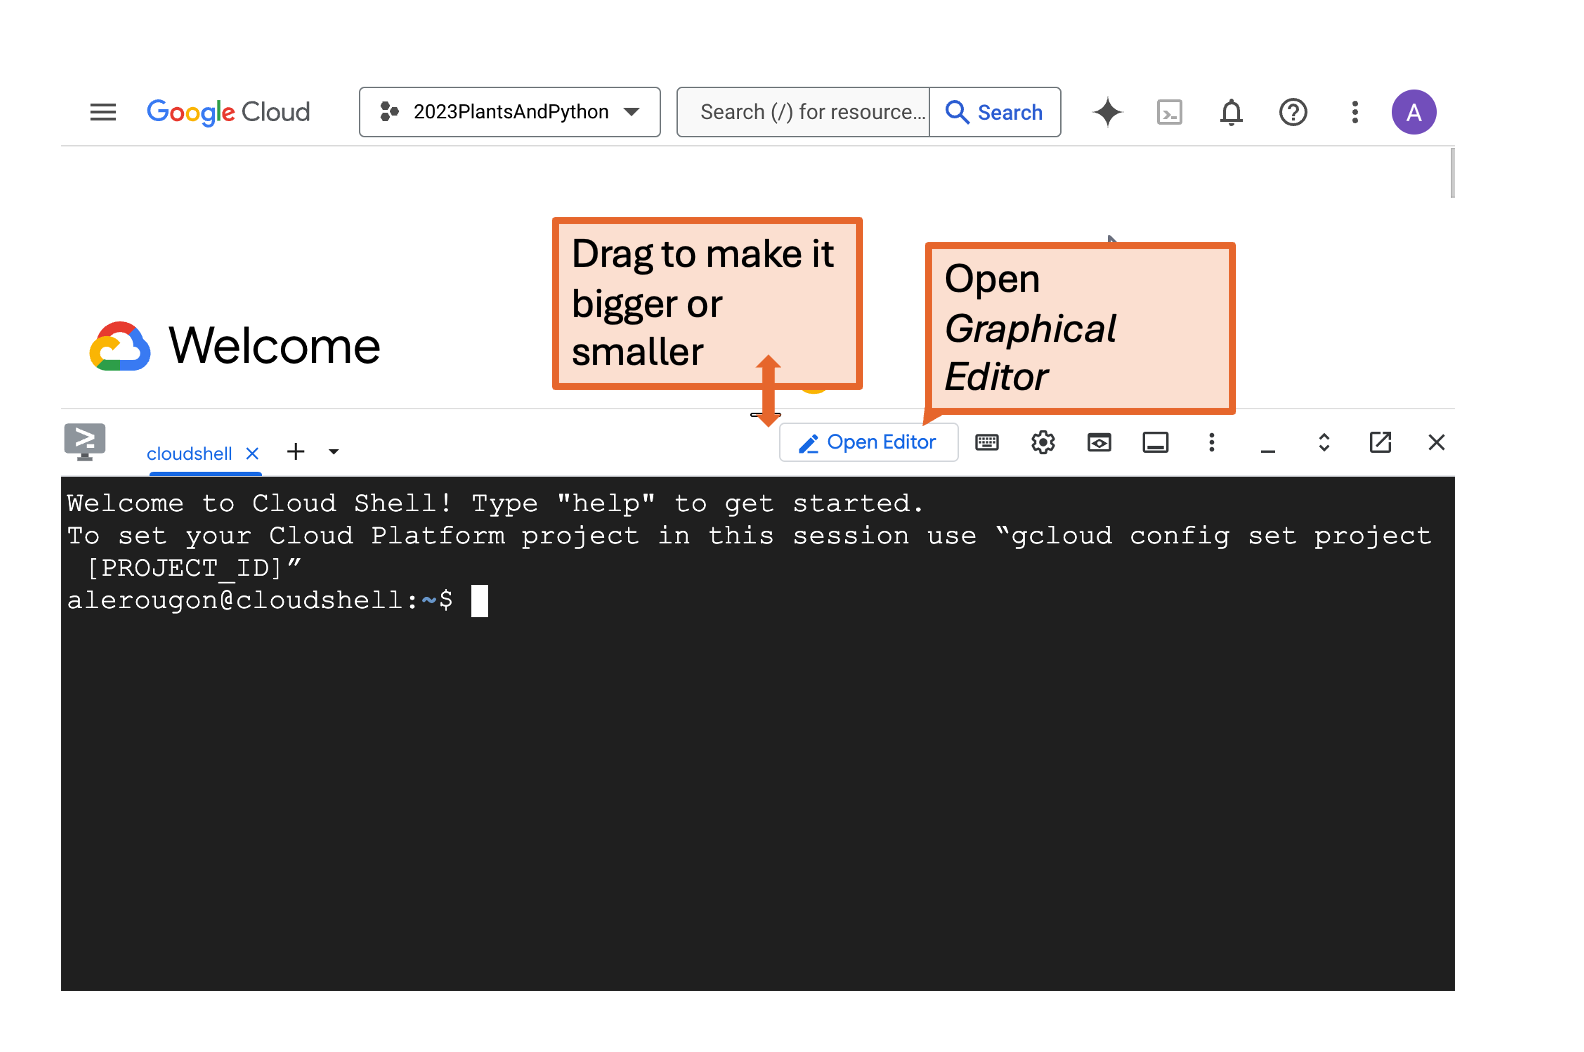 Google Cloud
2023PlantsAndPython
Search (/) for resource...
Search
A
Drag to make it
bigger or
smaller
Open
Graphical
Editor
Welcome
cloudshell
Open Editor
Welcome to Cloud Shell! Type "help" to get started.
To set your Cloud Platform project in this session use “gcloud config set project
[PROJECT_ID]”
alerougon@cloudshell:~$